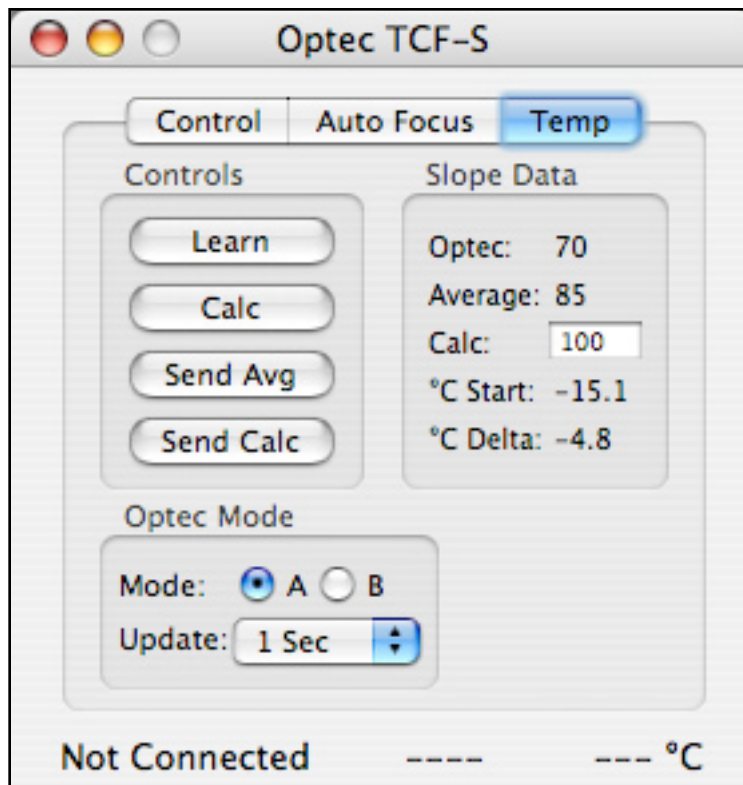 Optec TCF-S
Control Auto Focus Temp
Controls
Learn
Calc
Send Avg
Send Calc
Slope Data
Optec: 70
Average: 85
Calc: 100
°C Start: -15.1
°C Delta: -4.8
Optec Mode
Mode: A B
Update: 1 Sec
Not Connected ---- --- °C